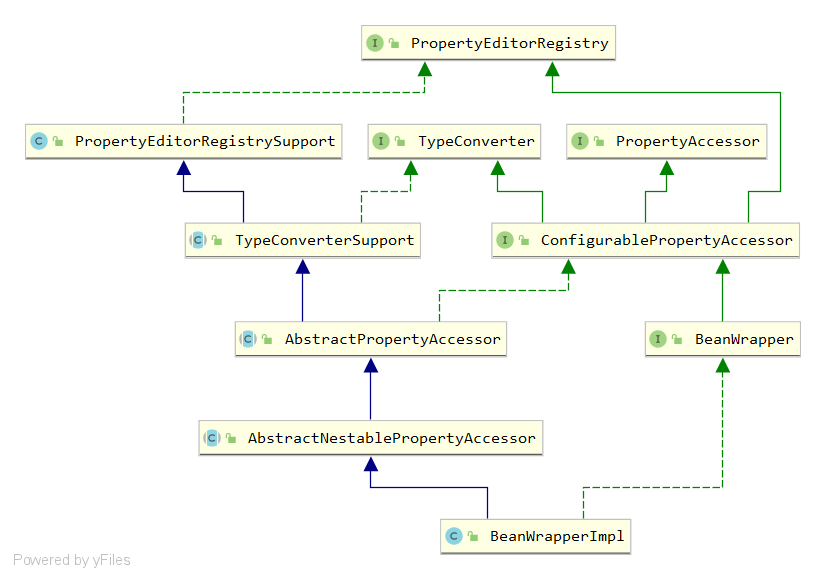 I PropertyEditorRegistry
C PropertyEditorRegistrySupport
I TypeConverter
I PropertyAccessor
C TypeConverterSupport
I ConfigurablePropertyAccessor
C AbstractPropertyAccessor
I BeanWrapper
C AbstractNestablePropertyAccessor
C BeanWrapperImpl
Powered by yFiles